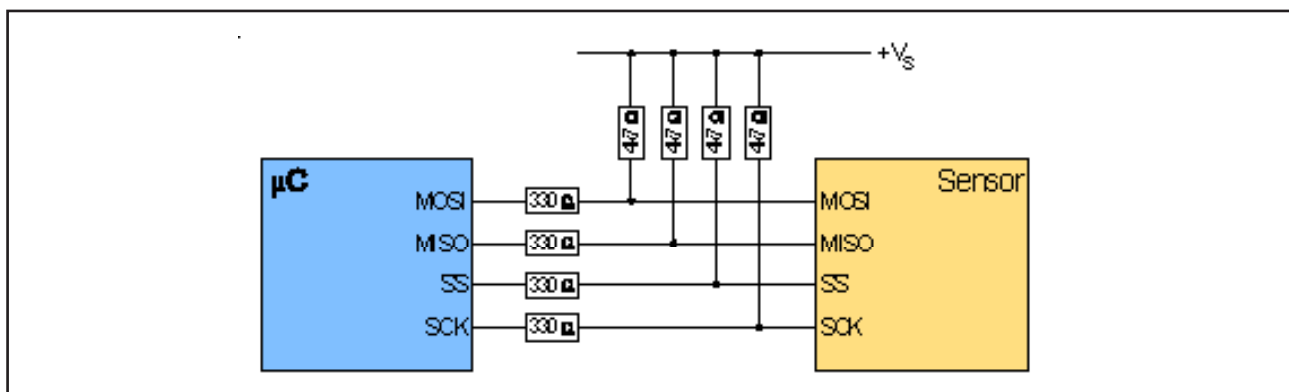 +Vs
47 Ω 47 Ω 47 Ω 47 Ω
µC Sensor
MOSI 330 Ω MOSI
MISO 330 Ω MISO
SS 330 Ω SS
SCK 330 Ω SCK